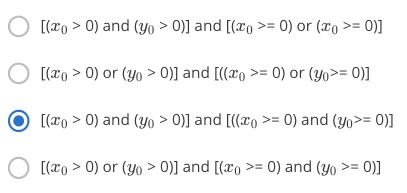 [(x₀ > 0) and (y₀ > 0)] and [(x₀ >= 0) or (x₀ >= 0)]
[(x₀ > 0) or (y₀ > 0)] and [((x₀ >= 0) or (y₀>= 0)]
[(x₀ > 0) and (y₀ > 0)] and [((x₀ >= 0) and (y₀>= 0)]
[(x₀ > 0) or (y₀ > 0)] and [(x₀ >= 0) and (y₀ >= 0)]